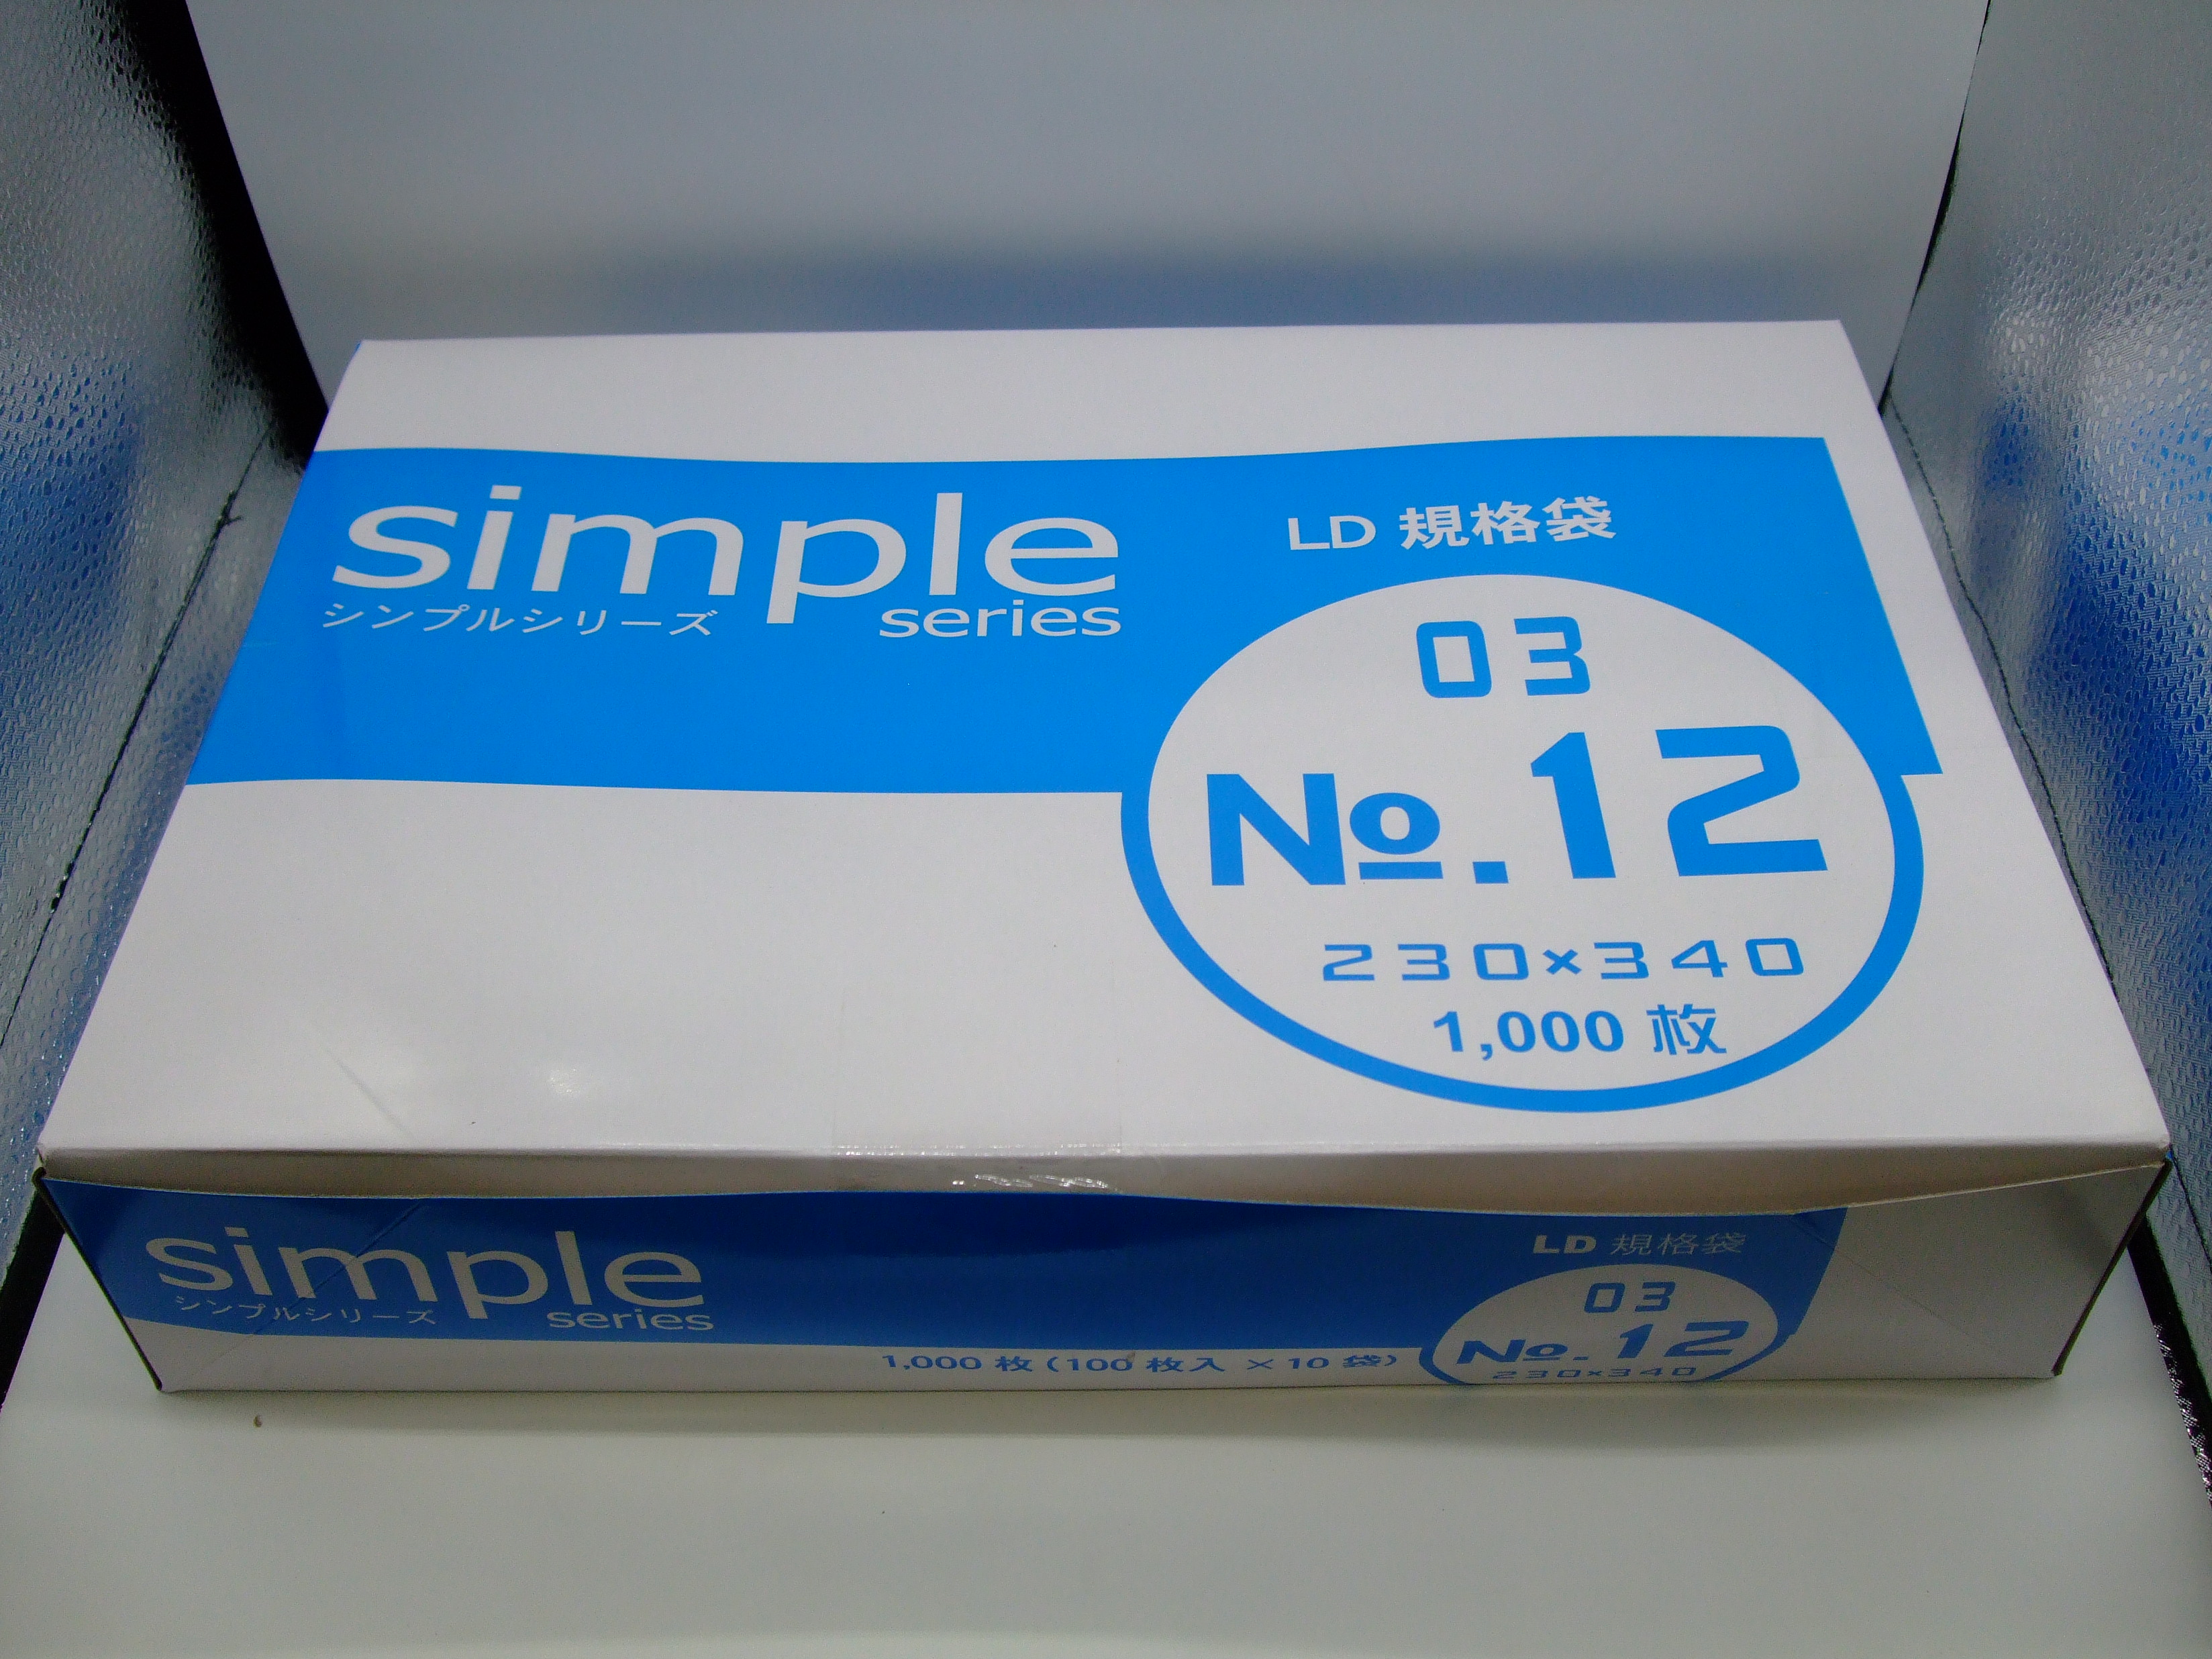 simple
シンプルシリーズ
series
LD 規格袋
03
No.12
230×340
1,000 枚
simple
シンプルシリーズ
series
LD 規格袋
03
No.12
230×340
1,000 枚(100 枚入 ×10 袋)